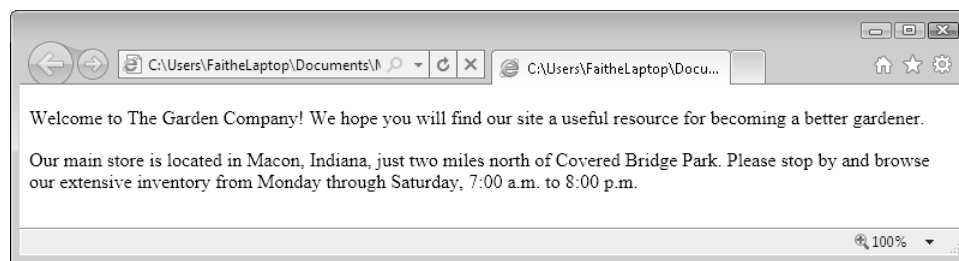 C:\Users\FaitheLaptop\Documents\M
C:\Users\FaitheLaptop\Docu...
Welcome to The Garden Company! We hope you will find our site a useful resource for becoming a better gardener.
Our main store is located in Macon, Indiana, just two miles north of Covered Bridge Park. Please stop by and browse
our extensive inventory from Monday through Saturday, 7:00 a.m. to 8:00 p.m.
100%